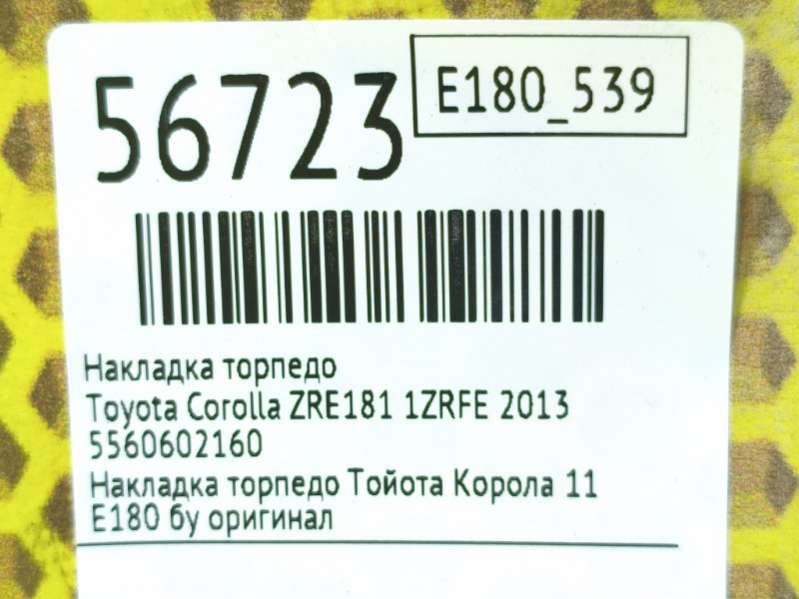 56723
E180_539
Накладка торпедо
Toyota Corolla ZRE181 1ZRFE 2013
5560602160
Накладка торпедо Тойота Корола 11
E180 бу оригинал